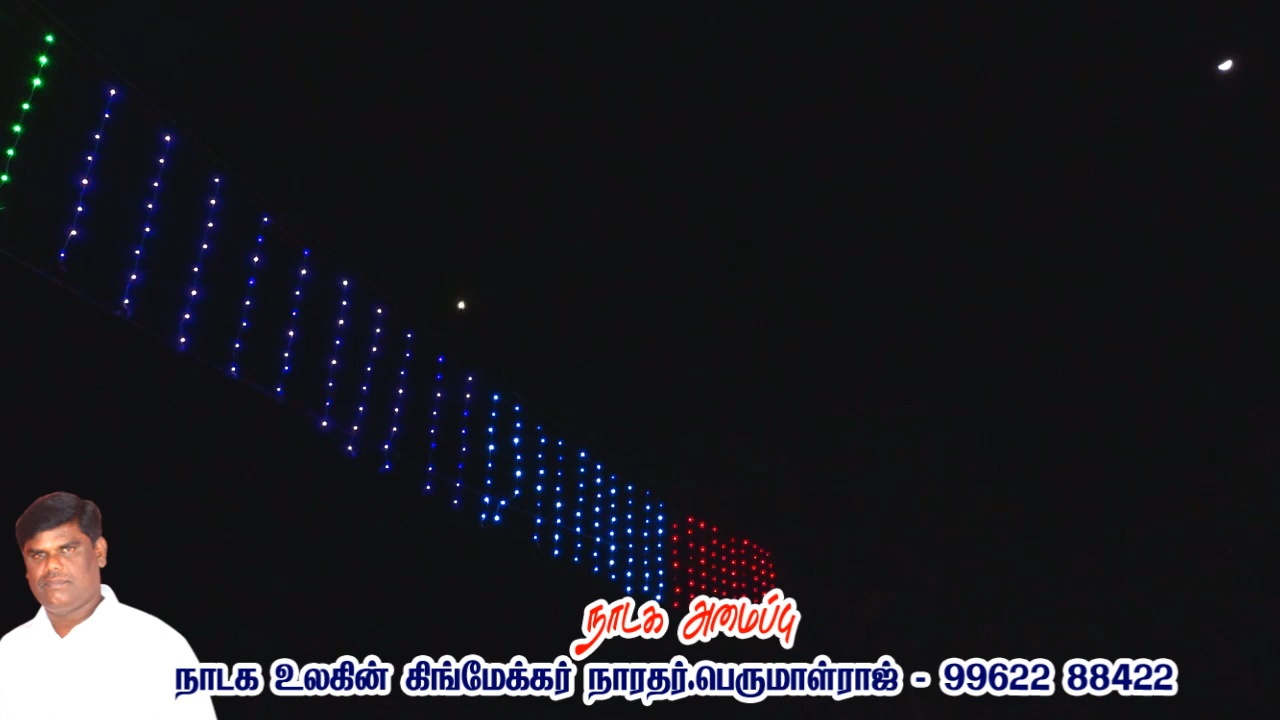 நாடக அமைப்பு
நாடக உலகின் கிங்மேக்கர் நாரதர்.பெருமாள்ராஜ் - 99622 88422